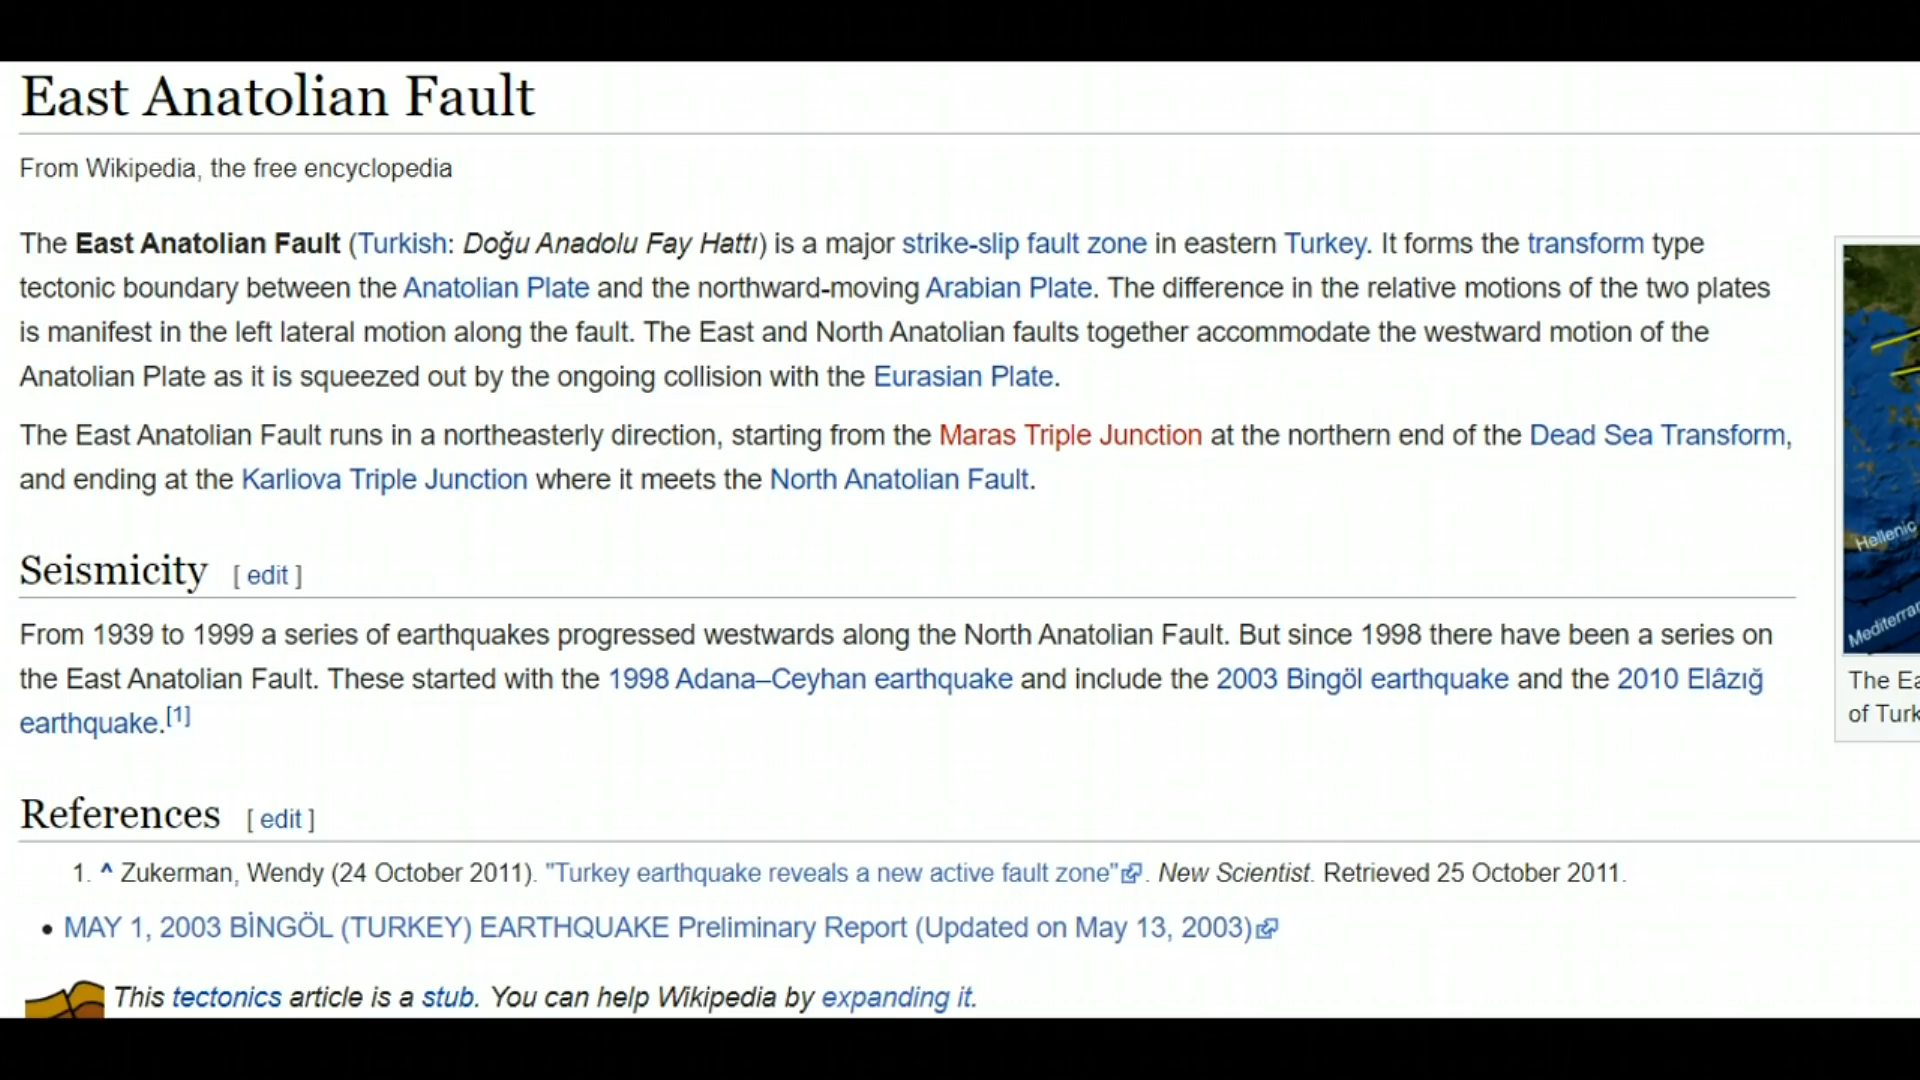 East Anatolian Fault
From Wikipedia, the free encyclopedia
The East Anatolian Fault (Turkish: Doğu Anadolu Fay Hattı) is a major strike-slip fault zone in eastern Turkey. It forms the transform type
tectonic boundary between the Anatolian Plate and the northward-moving Arabian Plate. The difference in the relative motions of the two plates
is manifest in the left lateral motion along the fault. The East and North Anatolian faults together accommodate the westward motion of the
Anatolian Plate as it is squeezed out by the ongoing collision with the Eurasian Plate.
The East Anatolian Fault runs in a northeasterly direction, starting from the Maras Triple Junction at the northern end of the Dead Sea Transform,
and ending at the Karliova Triple Junction where it meets the North Anatolian Fault.
Seismicity [ edit ]
From 1939 to 1999 a series of earthquakes progressed westwards along the North Anatolian Fault. But since 1998 there have been a series on
the East Anatolian Fault. These started with the 1998 Adana–Ceyhan earthquake and include the 2003 Bingöl earthquake and the 2010 Elâzığ
earthquake.[1]
References [ edit ]
1. ^ Zukerman, Wendy (24 October 2011). "Turkey earthquake reveals a new active fault zone". New Scientist. Retrieved 25 October 2011.
• MAY 1, 2003 BİNGÖL (TURKEY) EARTHQUAKE Preliminary Report (Updated on May 13, 2003)
This tectonics article is a stub. You can help Wikipedia by expanding it.
Hellenic
The
of